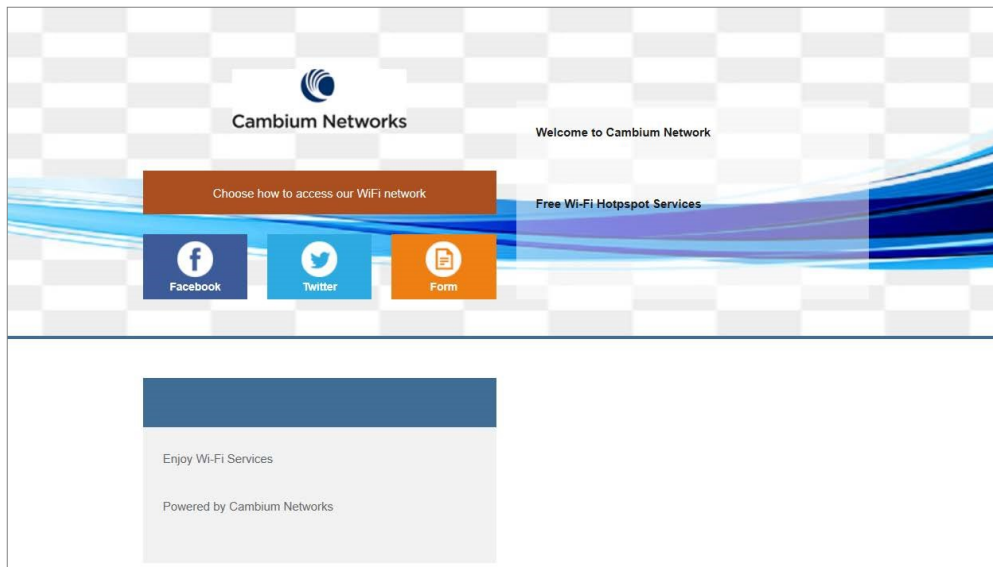 Cambium Networks
Choose how to access our WiFi network
Facebook
Twitter
Form
Welcome to Cambium Network
Free Wi-Fi Hotpspot Services
Enjoy Wi-Fi Services
Powered by Cambium Networks